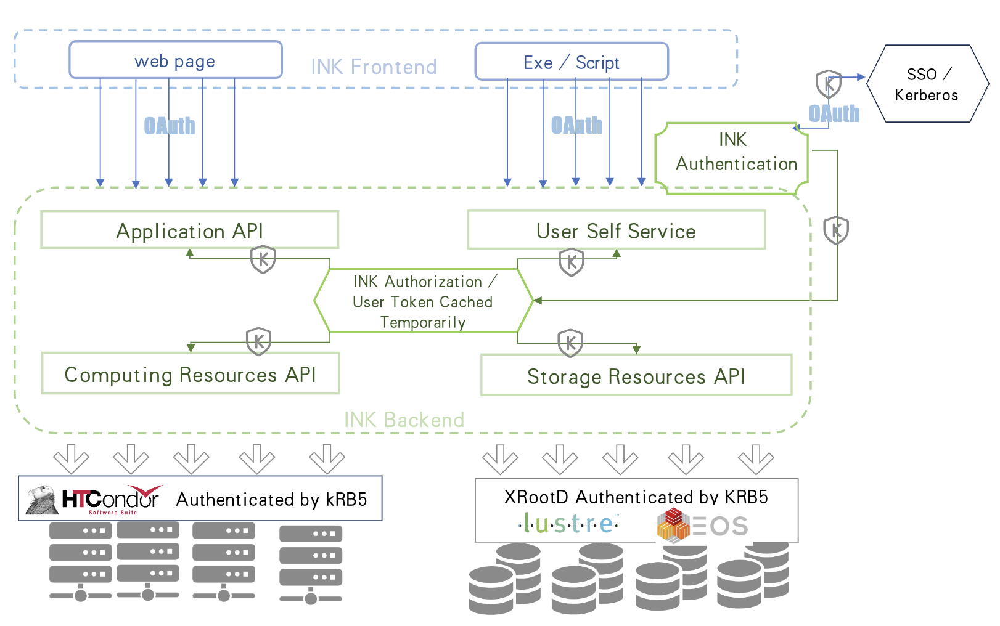 web page
INK Frontend
Exe / Script
SSO /
Kerberos
K
OAuth
OAuth
OAuth
INK
Authentication
Application API
User Self Service
K
K
K
INK Authorization /
User Token Cached
Temporarily
K
K
Computing Resources API
Storage Resources API
INK Backend
HTCondor
Software Suite
Authenticated by kRB5
XRootD Authenticated by KRB5
lustre™
EOS